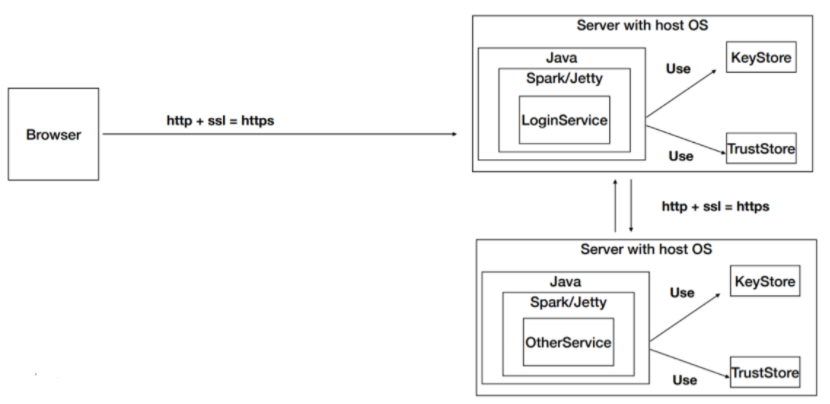 Server with host OS
Java
KeyStore
Use
Spark/Jetty
LoginService
http + ssl = https
Browser
TrustStore
Use
http + ssl = https
Server with host OS
Java
KeyStore
Use
Spark/Jetty
OtherService
TrustStore
Use